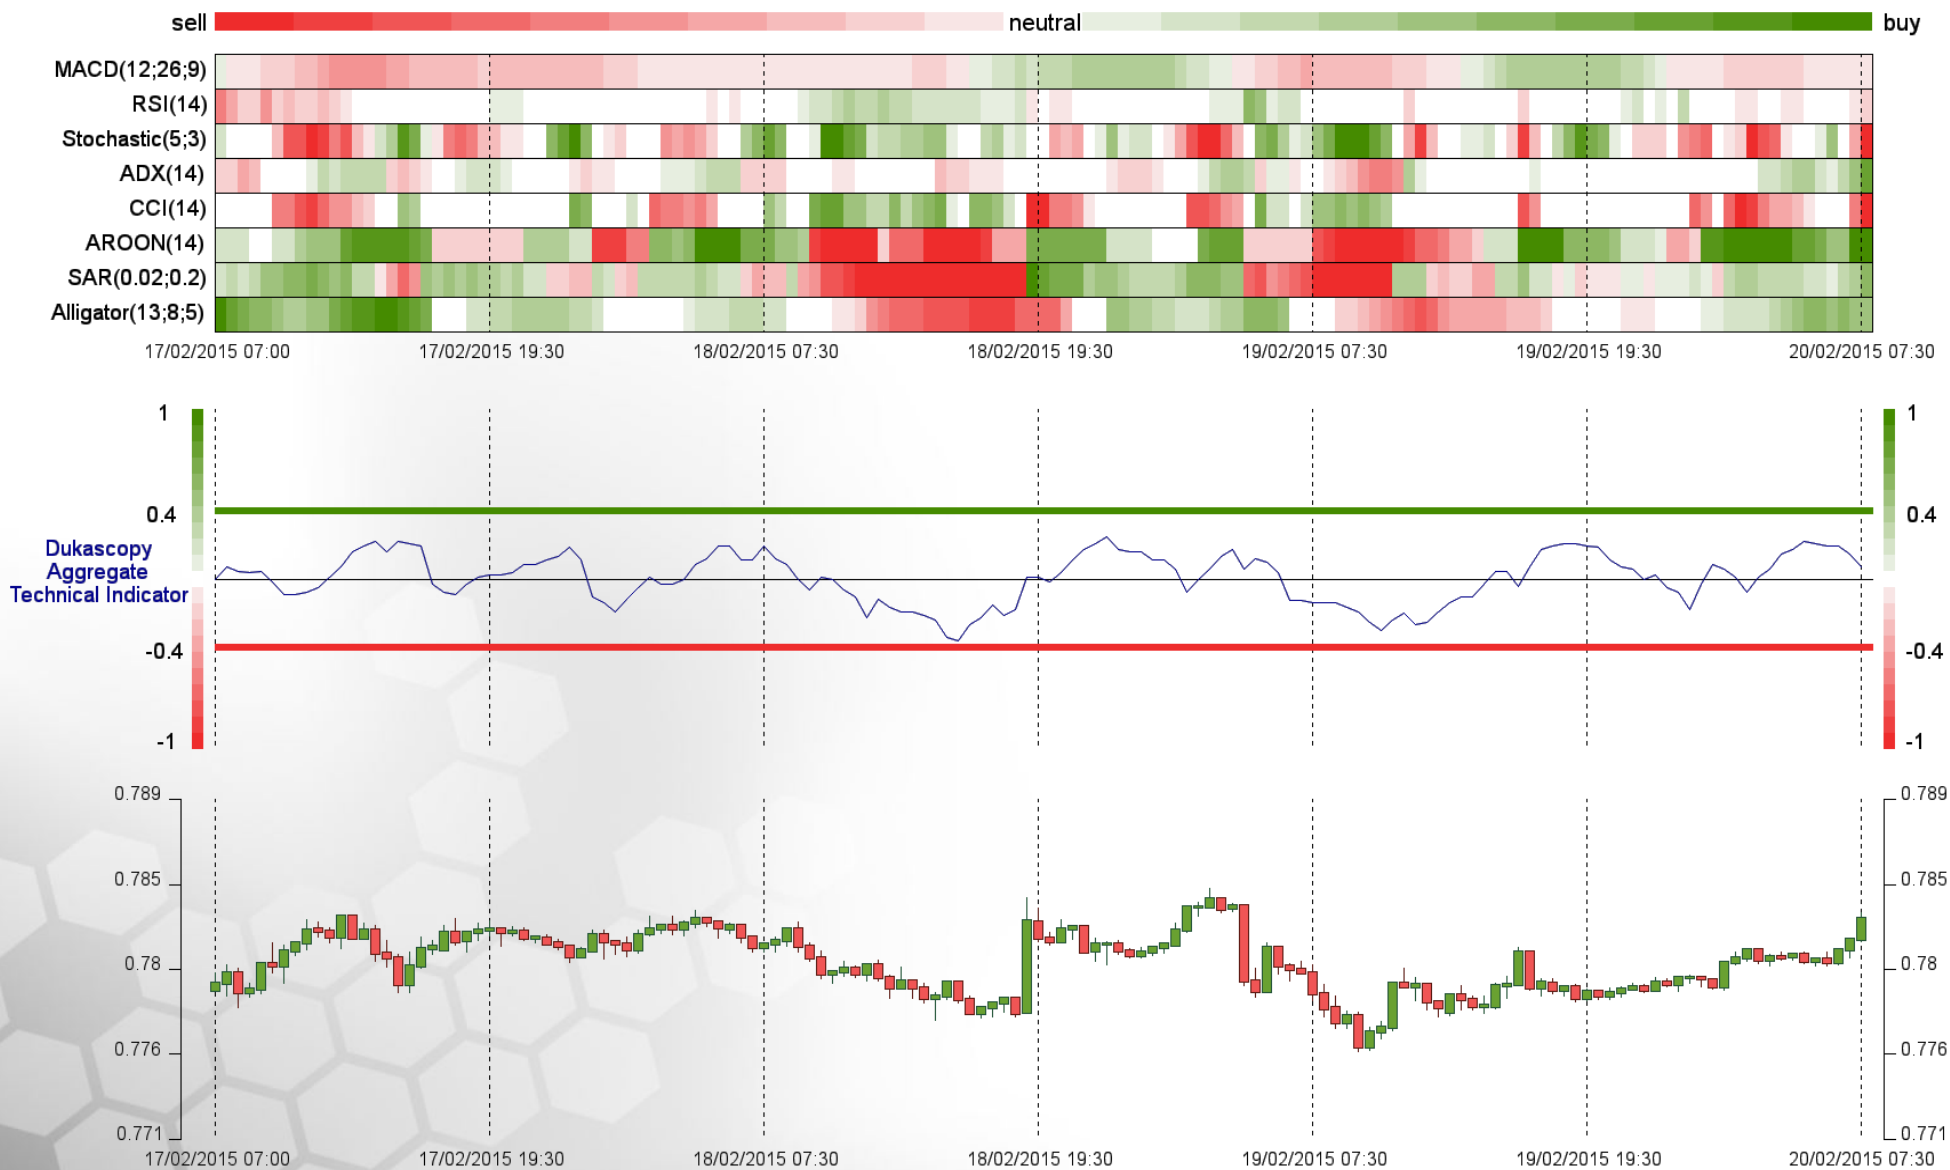 sell neutral buy
MACD(12;26;9)
RSI(14)
Stochastic(5;3)
ADX(14)
CCI(14)
AROON(14)
SAR(0.02;0.2)
Alligator(13;8;5)
17/02/2015 07:00 17/02/2015 19:30 18/02/2015 07:30 18/02/2015 19:30 19/02/2015 07:30 19/02/2015 19:30 20/02/2015 07:30
1 1
0.4 0.4
Dukascopy
Aggregate
Technical Indicator
-0.4 -0.4
-1 -1
0.789 0.789
0.785 0.785
0.78 0.78
0.776 0.776
0.771 0.771
17/02/2015 07:00 17/02/2015 19:30 18/02/2015 07:30 18/02/2015 19:30 19/02/2015 07:30 19/02/2015 19:30 20/02/2015 07:30